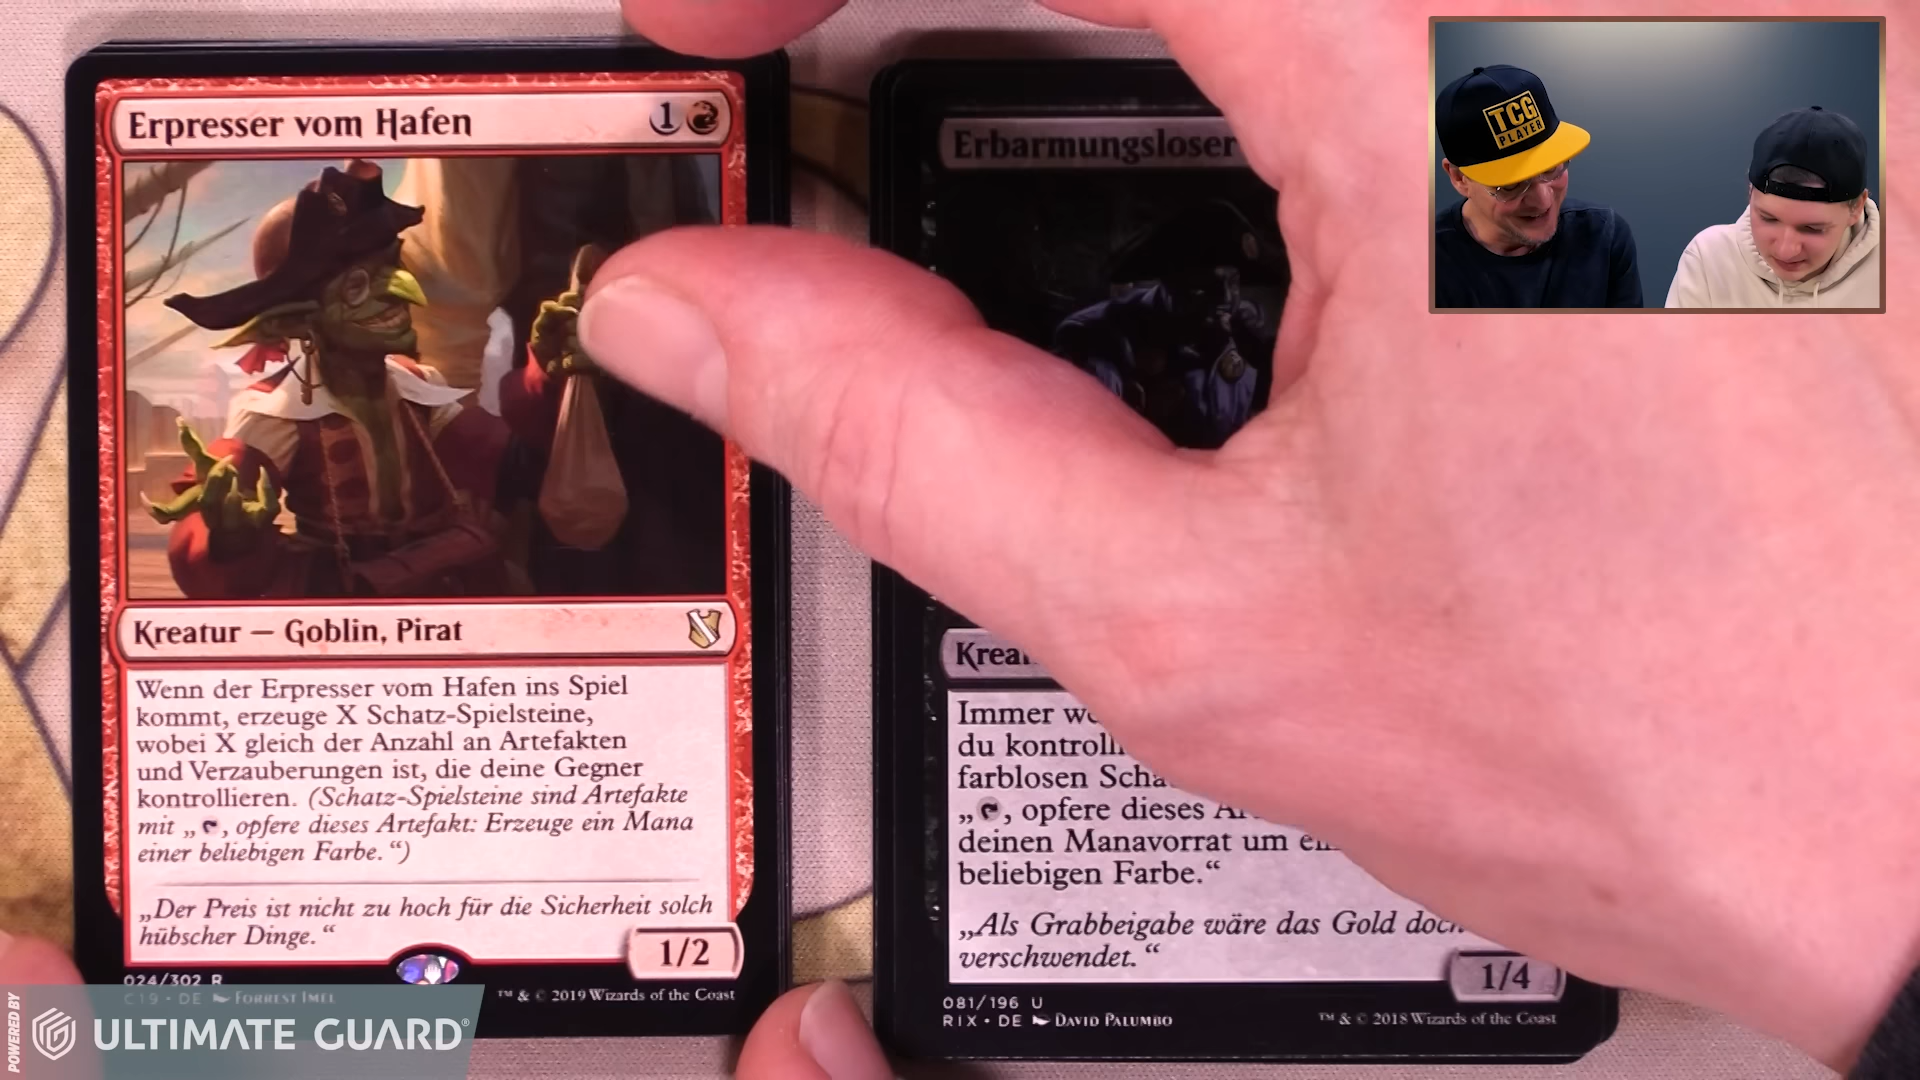 Erpresser vom Hafen
1
Kreatur — Goblin, Pirat
Wenn der Erpresser vom Hafen ins Spiel
kommt, erzeuge X Schatz-Spielsteine,
wobei X gleich der Anzahl an Artefakten
und Verzauberungen ist, die deine Gegner
kontrollieren. (Schatz-Spielsteine sind Artefakte
mit „, opfere dieses Artefakt: Erzeuge ein Mana
einer beliebigen Farbe.“)
„Der Preis ist nicht zu hoch für die Sicherheit solch
hübscher Dinge.“
1/2
024/302 R
C19 • DE FORREST IMEL
™ & © 2019 Wizards of the Coast
Erbarmungsloser
Immer
du
farblosen
„, opfere dieses
deinen Manavorrat um
beliebigen Farbe.“
„Als Grabbeigabe wäre das Gold doch
verschwendet.“
1/4
081/196 U
RIX • DE DAVID PALUMBO
™ & © 2018 Wizards of the Coast
TCG
PLAYER
POWERED BY
ULTIMATE GUARD®